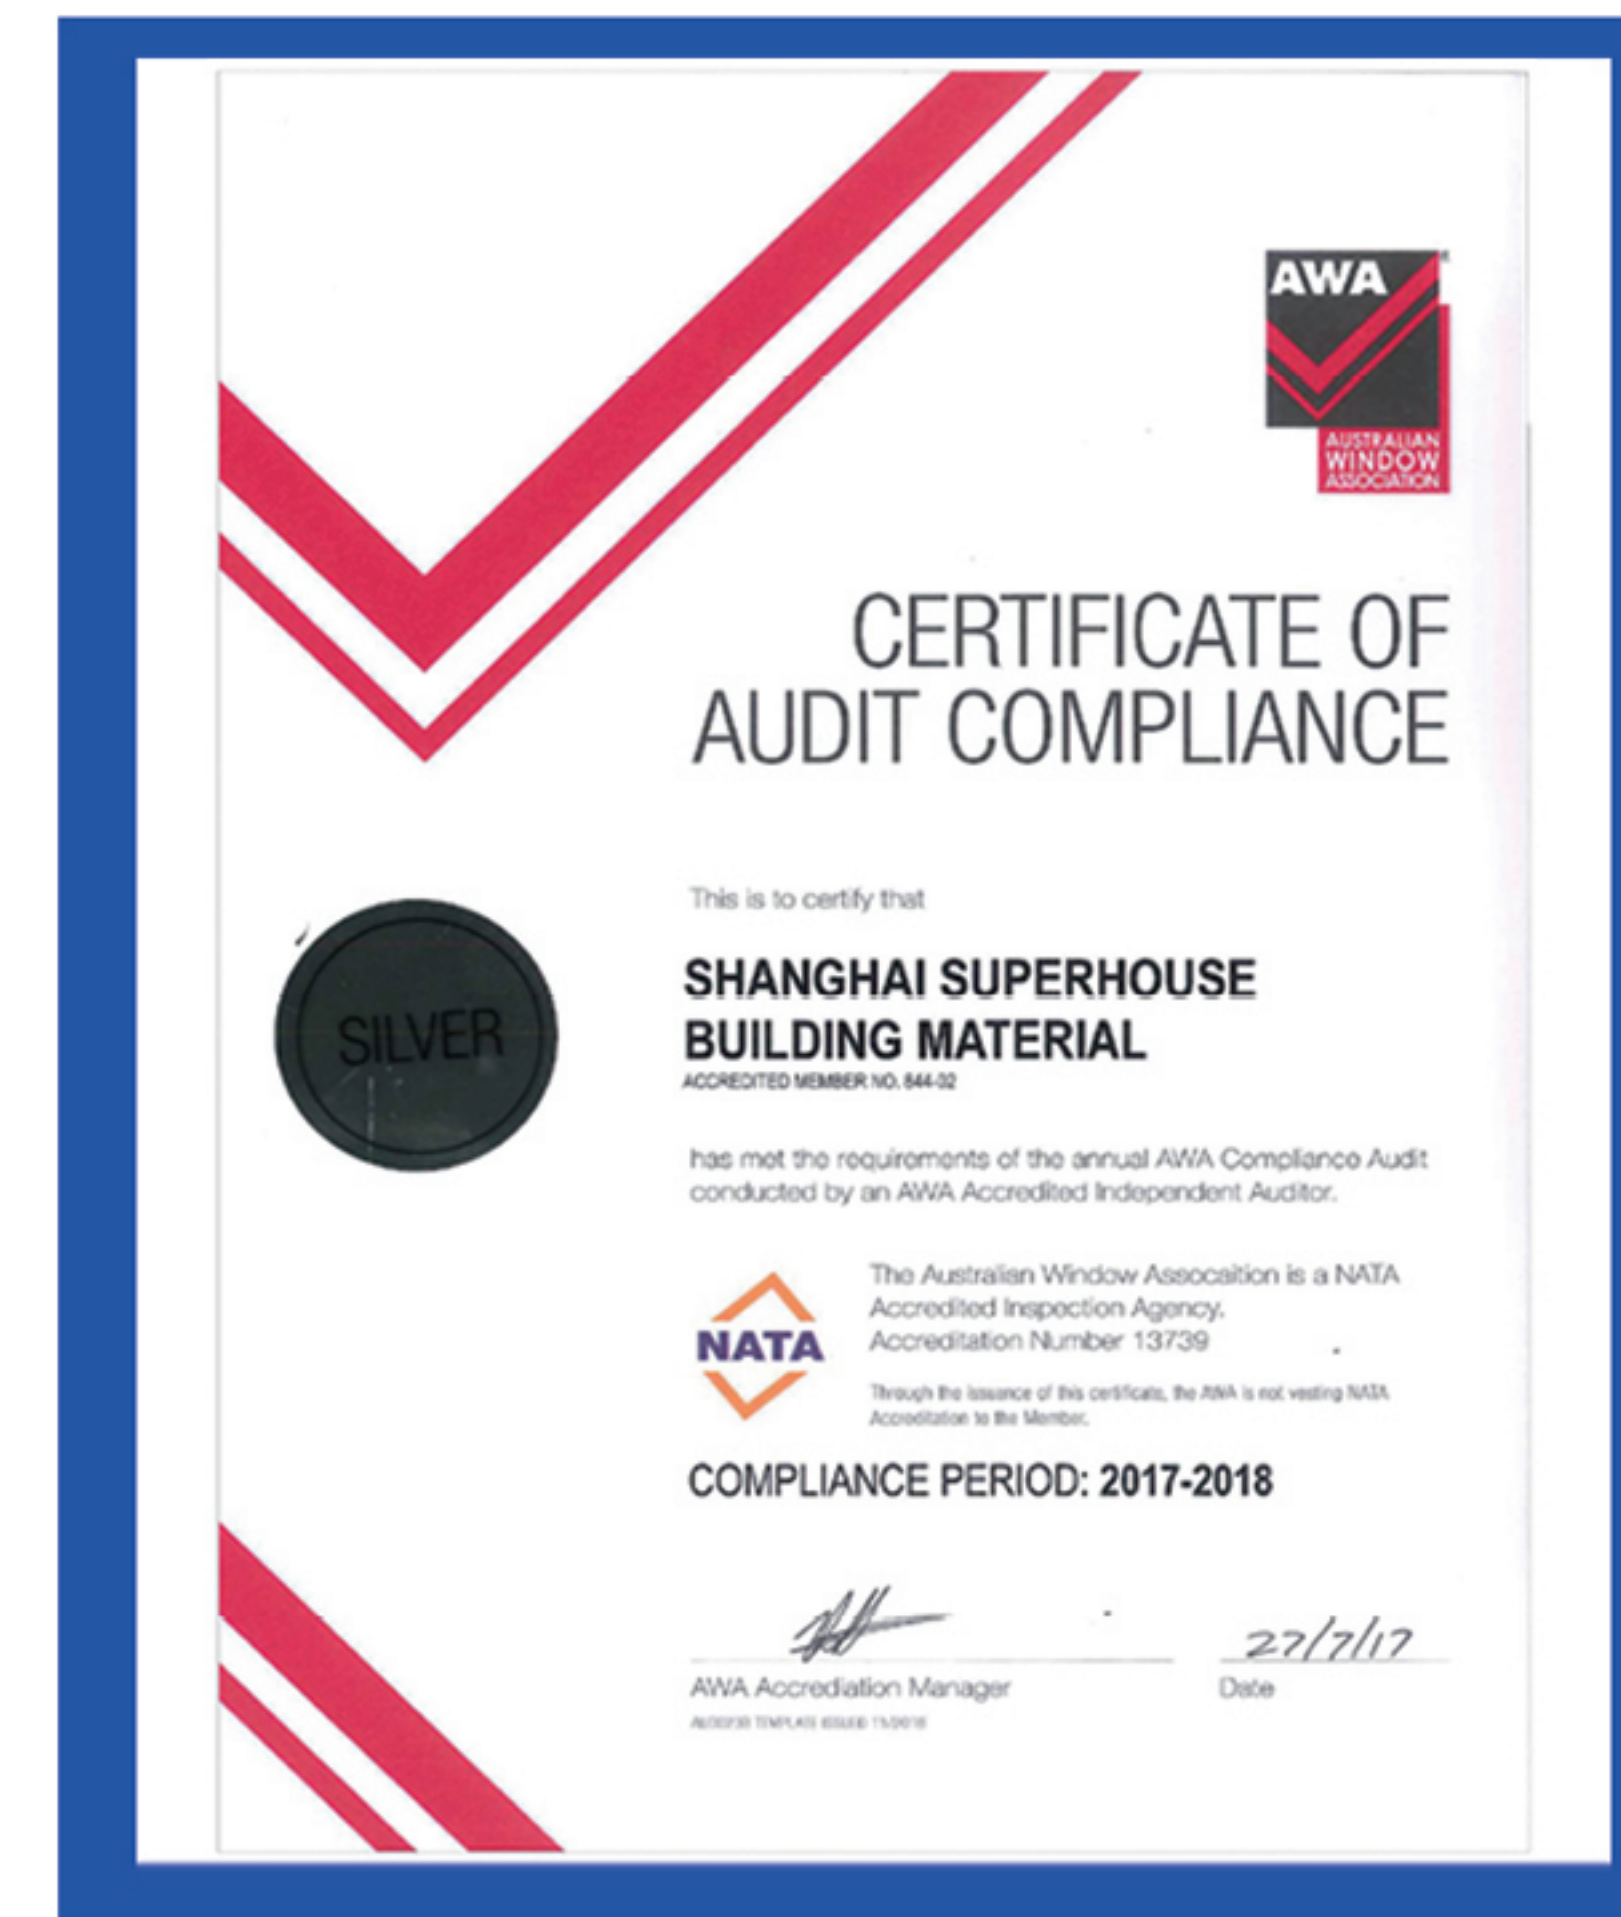 AWA
AUSTRALIAN
WINDOW
ASSOCIATION
CERTIFICATE OF
AUDIT COMPLIANCE
This is to certify that
SHANGHAI SUPERHOUSE
BUILDING MATERIAL
ACCREDITED MEMBER NO. 644-02
SILVER
has met the requirements of the annual AWA Compliance Audit
conducted by an AWA Accredited Independent Auditor.
NATA
The Australian Window Assocaition is a NATA
Accredited Inspection Agency.
Accreditation Number 13739
Through the issuance of this certificate, the AWA is not vesting NATA
Accreditation to the Member.
COMPLIANCE PERIOD: 2017-2018
27/7/17
AWA Accrediation Manager
Date
TEMPLATE ISSUED